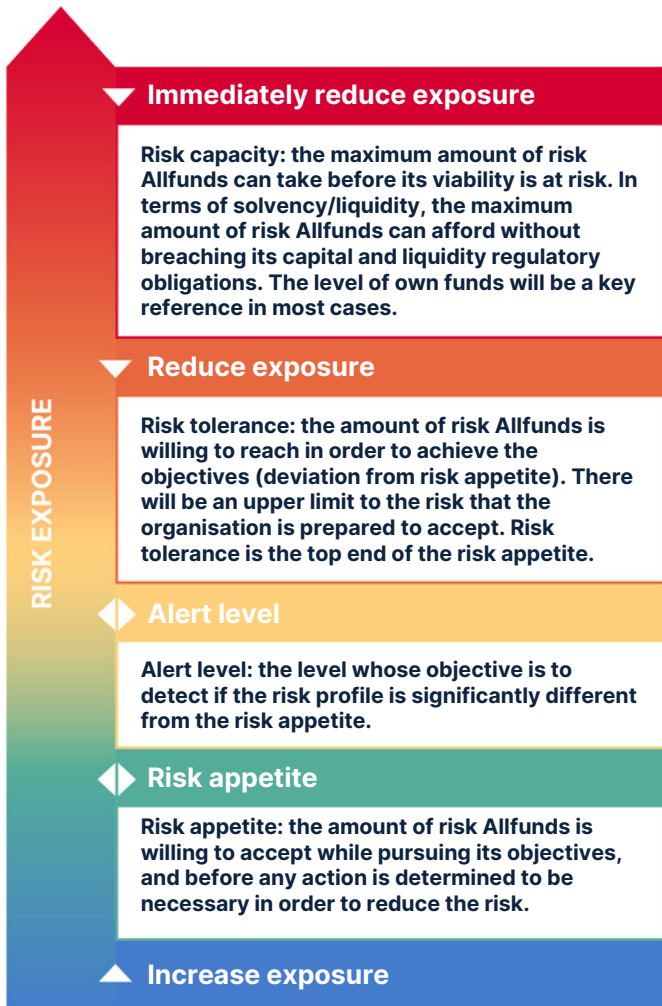 Immediately reduce exposure
Risk capacity: the maximum amount of risk
Allfunds can take before its viability is at risk. In
terms of solvency/liquidity, the maximum
amount of risk Allfunds can afford without
breaching its capital and liquidity regulatory
obligations. The level of own funds will be a key
reference in most cases.
Reduce exposure
Risk tolerance: the amount of risk Allfunds is
willing to reach in order to achieve the
objectives (deviation from risk appetite). There
will be an upper limit to the risk that the
organisation is prepared to accept. Risk
tolerance is the top end of the risk appetite.
Alert level
Alert level: the level whose objective is to
detect if the risk profile is significantly different
from the risk appetite.
Risk appetite
Risk appetite: the amount of risk Allfunds is
willing to accept while pursuing its objectives,
and before any action is determined to be
necessary in order to reduce the risk.
Increase exposure
RISK EXPOSURE